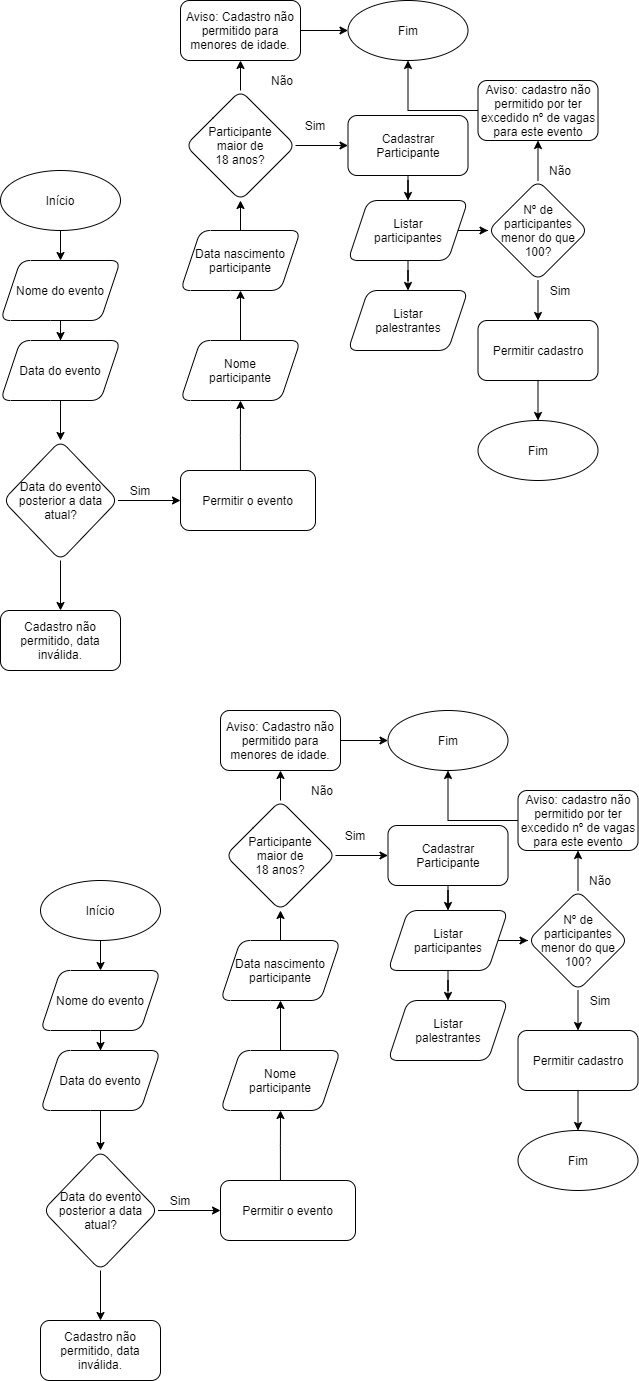 Aviso: Cadastro não
permitido para
menores de idade.
Fim
Não
Aviso: cadastro não
permitido por ter
excedido nº de vagas
para este evento
Participante
maior de
18 anos?
Sim
Cadastrar
Participante
Não
Início
Listar
participantes
Nº de
participantes
menor do que
100?
Data nascimento
participante
Nome do evento
Sim
Listar
palestrantes
Permitir cadastro
Data do evento
Nome
participante
Fim
Data do evento
posterior a data
atual?
Sim
Permitir o evento
Cadastro não
permitido, data
inválida.
Aviso: Cadastro não
permitido para
menores de idade.
Fim
Não
Aviso: cadastro não
permitido por ter
excedido nº de vagas
para este evento
Participante
maior de
18 anos?
Sim
Cadastrar
Participante
Não
Início
Listar
participantes
Nº de
participantes
menor do que
100?
Data nascimento
participante
Nome do evento
Sim
Listar
palestrantes
Permitir cadastro
Data do evento
Nome
participante
Fim
Data do evento
posterior a data
atual?
Sim
Permitir o evento
Cadastro não
permitido, data
inválida.